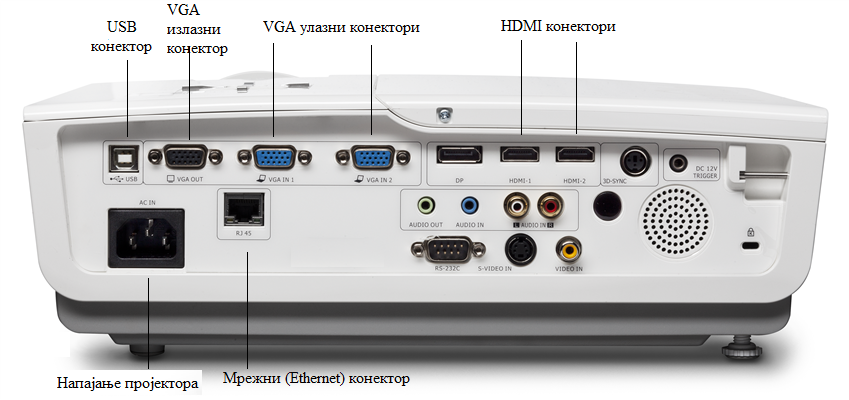 USB
конектор
VGA
излазни
конектор
VGA улазни конектори
HDMI конектори
USB
VGA OUT
VGA IN 1
VGA IN 2
DP
HDMI-1
HDMI-2
3D-SYNC
DC 12V
TRIGGER
AC IN
RJ 45
AUDIO OUT
AUDIO IN
L AUDIO IN R
RS-232C
S-VIDEO IN
VIDEO IN
Напајање пројектора
Мрежни (Ethernet) конектор